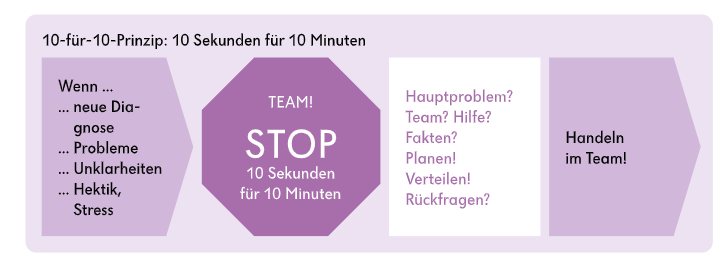 10-für-10-Prinzip: 10 Sekunden für 10 Minuten
Wenn ...
... neue Dia-
gnose
... Probleme
... Unklarheiten
... Hektik,
Stress
TEAM!
STOP
10 Sekunden
für 10 Minuten
Hauptproblem?
Team? Hilfe?
Fakten?
Planen!
Verteilen!
Rückfragen?
Handeln
im Team!